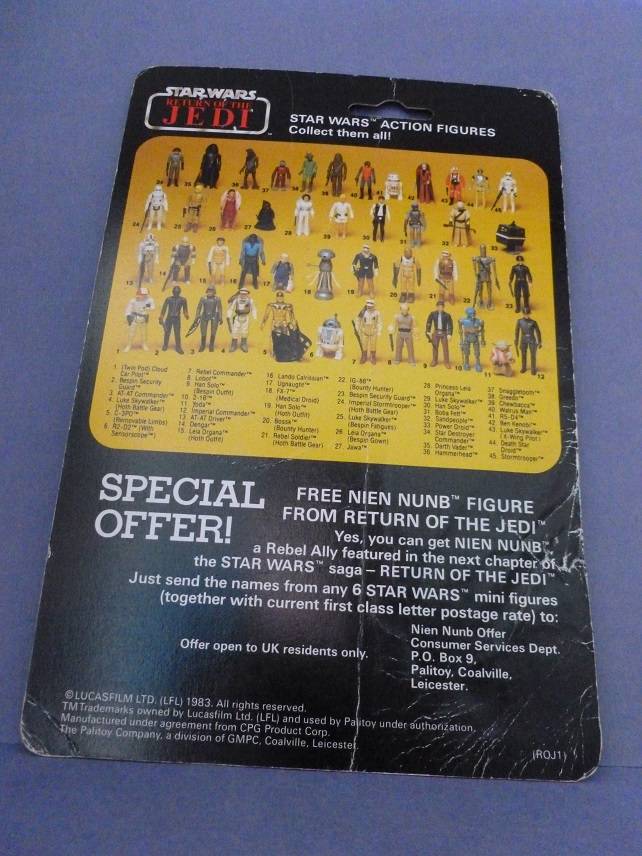 STAR WARS
RETURN OF THE
JEDI
STAR WARS™ ACTION FIGURES
Collect them all!
1. (Twin Pod) Cloud
Car Pilot™
2. Bespin Security
Guard™
3. AT-AT Commander™
4. Luke Skywalker™
(Hoth Battle Gear)
5. C-3PO™
(Removable Limbs)
6. R2-D2™ (With
Sensorscope™)
7. Rebel Commander™
8. Lobot™
9. Han Solo™
(Bespin Outfit)
10. 2-1B™
11. Yoda™
12. Imperial Commander™
13. AT-AT Driver™
14. Dengar™
15. Leia Organa™
(Hoth Outfit)
16. Lando Calrissian™
17. Ugnaught™
18. FX-7™
(Medical Droid)
19. Han Solo™
(Hoth Outfit)
20. Bossk™
(Bounty Hunter)
21. Rebel Soldier™
(Hoth Battle Gear)
22. IG-88™
(Bounty Hunter)
23. Bespin Security Guard™
24. Imperial Stormtrooper™
(Hoth Battle Gear)
25. Luke Skywalker™
(Bespin Fatigues)
26. Leia Organa™
(Bespin Gown)
27. Jawa™
28. Princess Leia
Organa™
29. Luke Skywalker™
30. Han Solo™
31. Boba Fett™
32. Sandpeople™
33. Power Droid™
34. Star Destroyer
Commander™
35. Darth Vader™
36. Hammerhead™
37. Snaggletooth™
38. Greedo™
39. Chewbacca™
40. Walrus Man™
41. R5-D4™
42. Ben Kenobi™
43. Luke Skywalker™
(X-Wing Pilot)
44. Death Star
Droid™
45. Stormtrooper™
SPECIAL
OFFER!
FREE NIEN NUNB™ FIGURE
FROM RETURN OF THE JEDI™
Yes, you can get NIEN NUNB™
a Rebel Ally featured in the next chapter of
the STAR WARS™ saga – RETURN OF THE JEDI™
Just send the names from any 6 STAR WARS™ mini figures
(together with current first class letter postage rate) to:
Nien Nunb Offer
Consumer Services Dept.
P.O. Box 9,
Palitoy, Coalville,
Leicester.
Offer open to UK residents only.
© LUCASFILM LTD. (LFL) 1983. All rights reserved.
TM Trademarks owned by Lucasfilm Ltd. (LFL) and used by Palitoy under authorization.
Manufactured under agreement from CPG Product Corp.
The Palitoy Company, a division of GMPC, Coalville, Leicester.
(ROJ1)